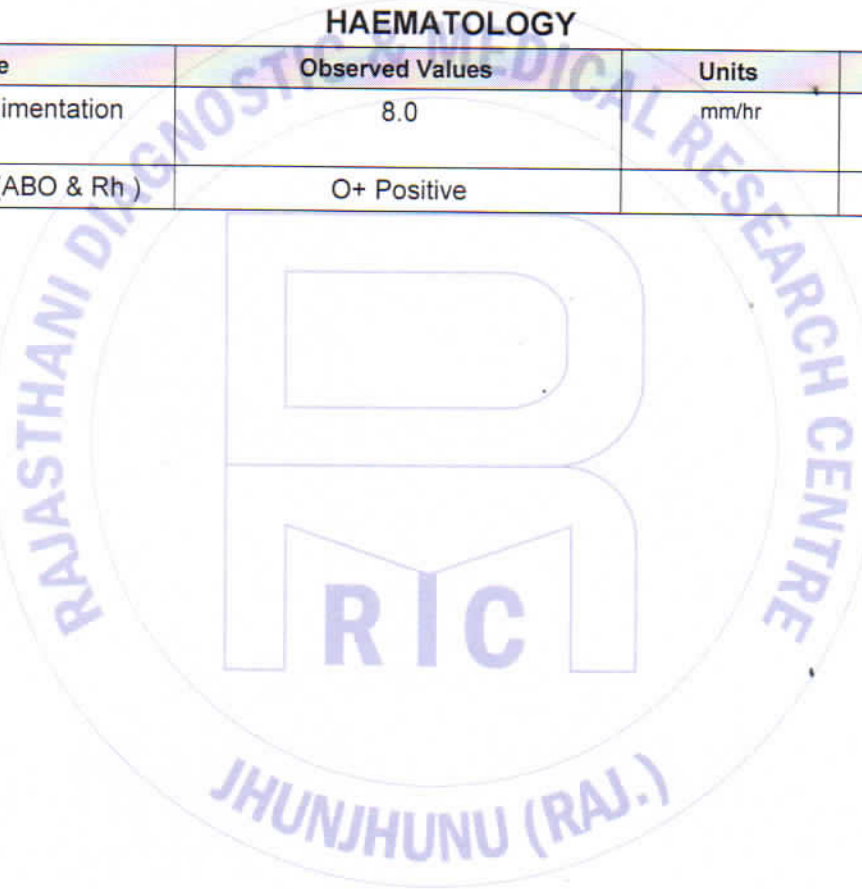 HAEMATOLOGY
e Observed Values Units
imentation 8.0 mm/hr
(ABO & Rh ) O+ Positive
RAJASTHANI DIAGNOSTIC & MEDICAL RESEARCH CENTRE
RIC
JHUNJHUNU (RAJ.)